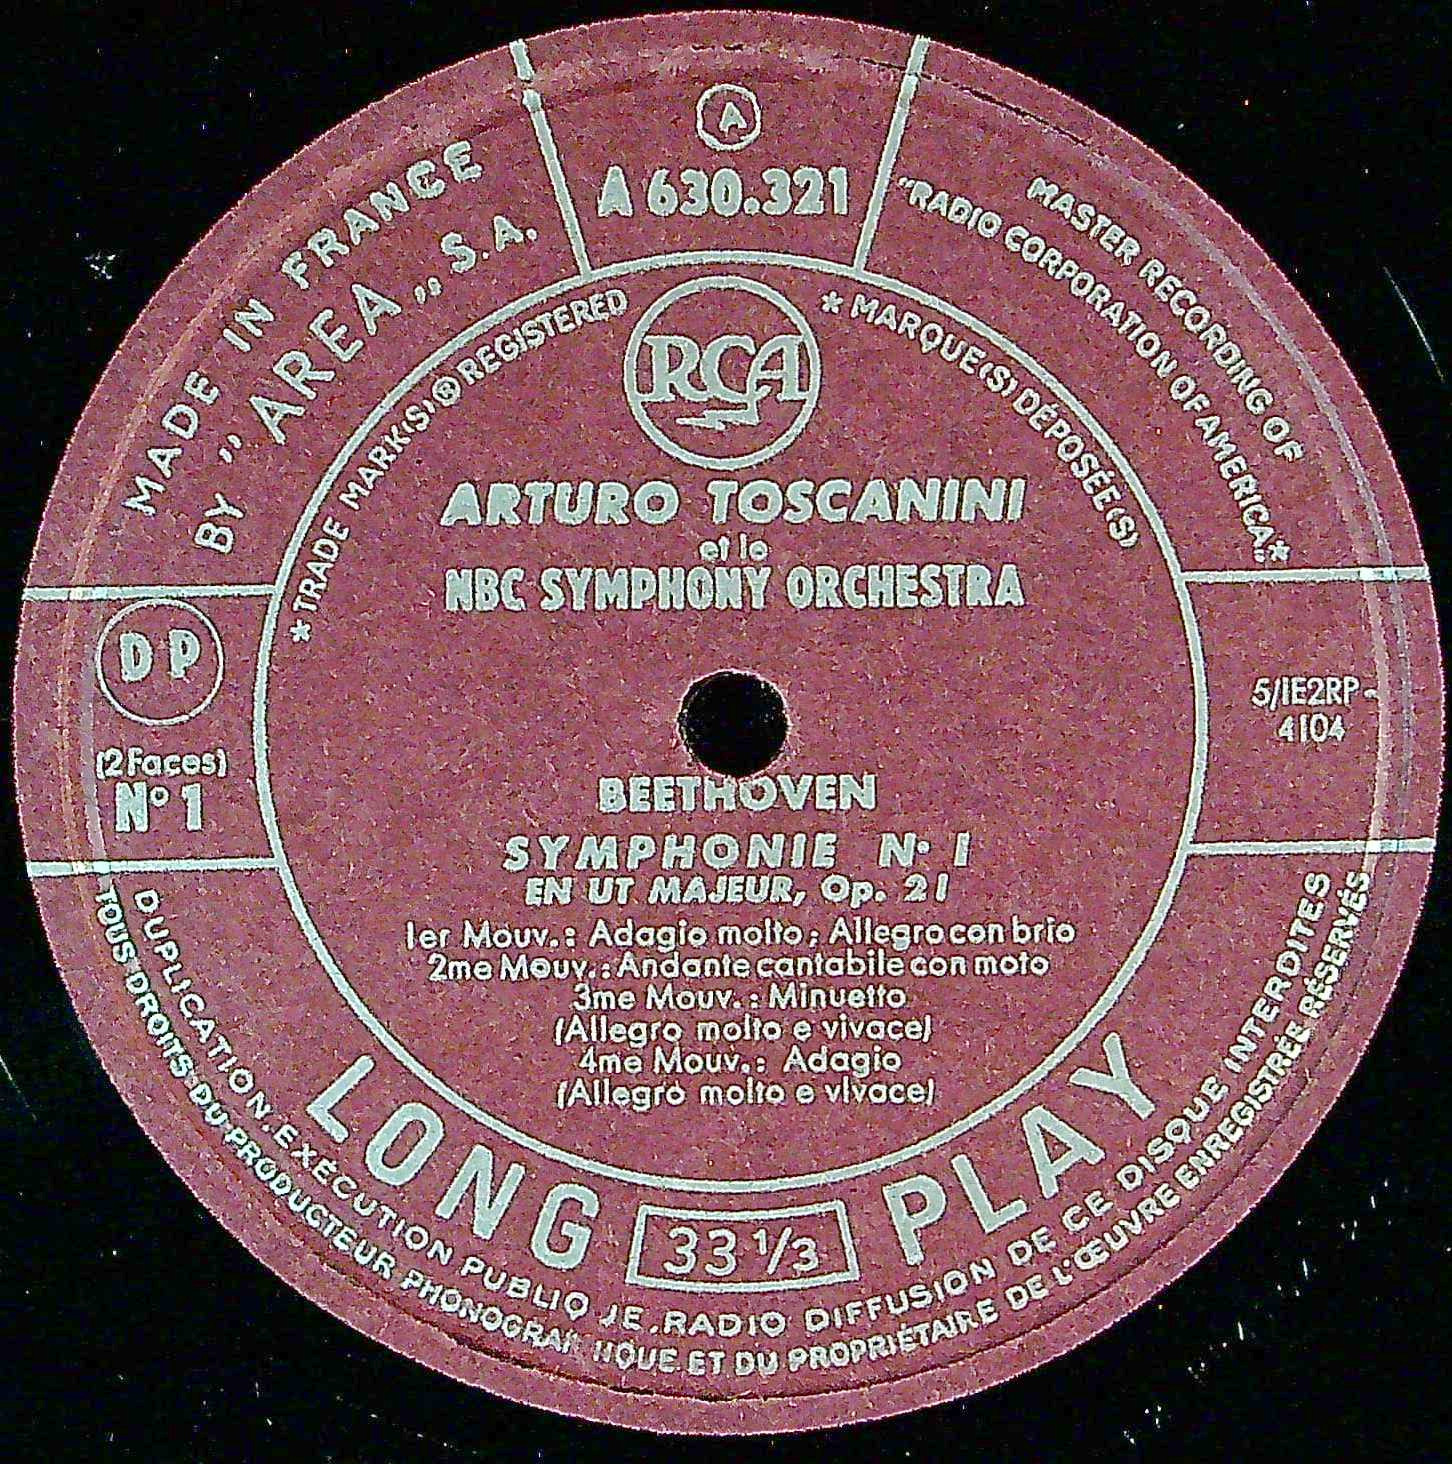 A
A 630.321
MADE IN FRANCE
BY „AREA„ S.A.
MASTER RECORDING OF
"RADIO CORPORATION OF AMERICA„*
* TRADE MARK(S) ® REGISTERED
* MARQUE(S) DÉPOSÉE(S)
RCA
ARTURO TOSCANINI
et le
NBC SYMPHONY ORCHESTRA
DP
(2 Faces)
N° 1
5/IE2RP-
4104
BEETHOVEN
SYMPHONIE N° 1
EN UT MAJEUR, Op. 21
1er Mouv. : Adagio molto ; Allegro con brio
2me Mouv. : Andante cantabile con moto
3me Mouv. : Minuetto
(Allegro molto e vivace)
4me Mouv. : Adagio
(Allegro molto e vivace)
LONG 33 1/3 PLAY
DUPLICATION.EXÉCUTION PUBLIQ JE.RADIO DIFFUSION DE CE DISQUE INTERDITES
TOUS DROITS DU PRODUCTEUR PHONOGRA IQUE ET DU PROPRIÉTAIRE DE L'ŒUVRE ENREGISTRÉE RÉSERVÉS